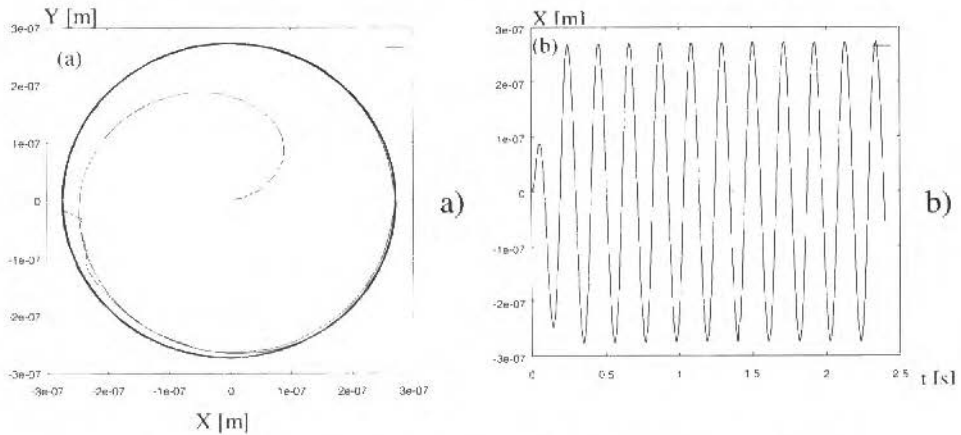 Y [m]
3e-07
(a)
2e-07
1e-07
0
-1e-07
-2e-07
-3e-07
-3e-07 -2e-07 -1e-07 0 1e-07 2e-07 3e-07
X [m]
a)
X [m]
3e-07
(b)
2e-07
1e-07
0
-1e-07
-2e-07
-3e-07
0 0.5 1 1.5 2 2.5
t [s]
b)